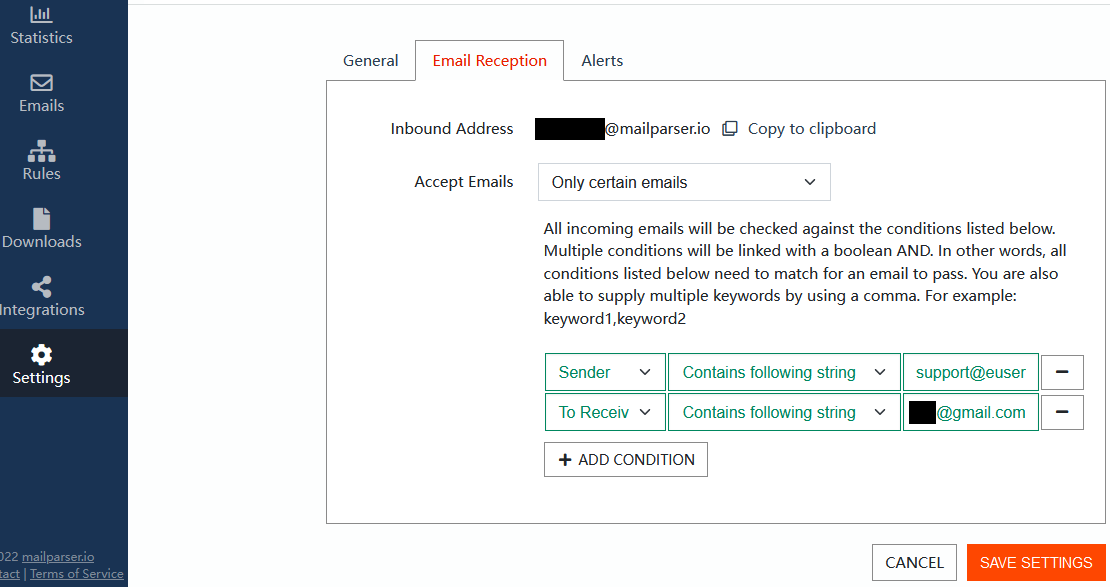 Statistics
Emails
Rules
Downloads
Integrations
Settings
022 mailparser.io
tact | Terms of Service
General Email Reception Alerts
Inbound Address @mailparser.io Copy to clipboard
Accept Emails Only certain emails
All incoming emails will be checked against the conditions listed below.
Multiple conditions will be linked with a boolean AND. In other words, all
conditions listed below need to match for an email to pass. You are also
able to supply multiple keywords by using a comma. For example:
keyword1,keyword2
Sender Contains following string support@euser
To Receiv Contains following string @gmail.com
ADD CONDITION
CANCEL SAVE SETTINGS